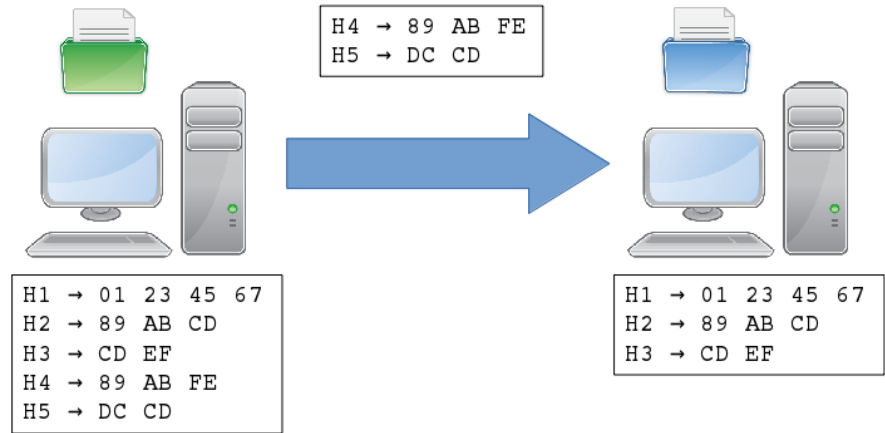 H4 → 89 AB FE
H5 → DC CD
H1 → 01 23 45 67
H2 → 89 AB CD
H3 → CD EF
H4 → 89 AB FE
H5 → DC CD
H1 → 01 23 45 67
H2 → 89 AB CD
H3 → CD EF